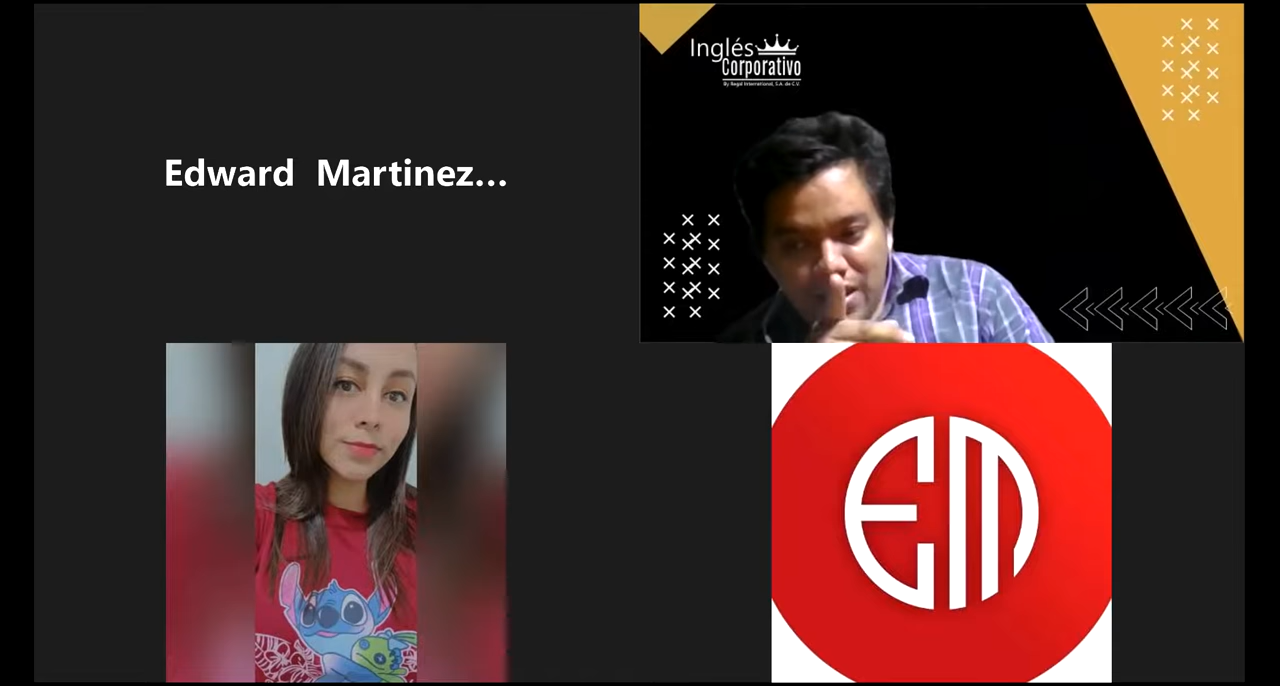 Edward Martinez...
Inglés
Corporativo
By Regal International, S.A. de C.V.
EM